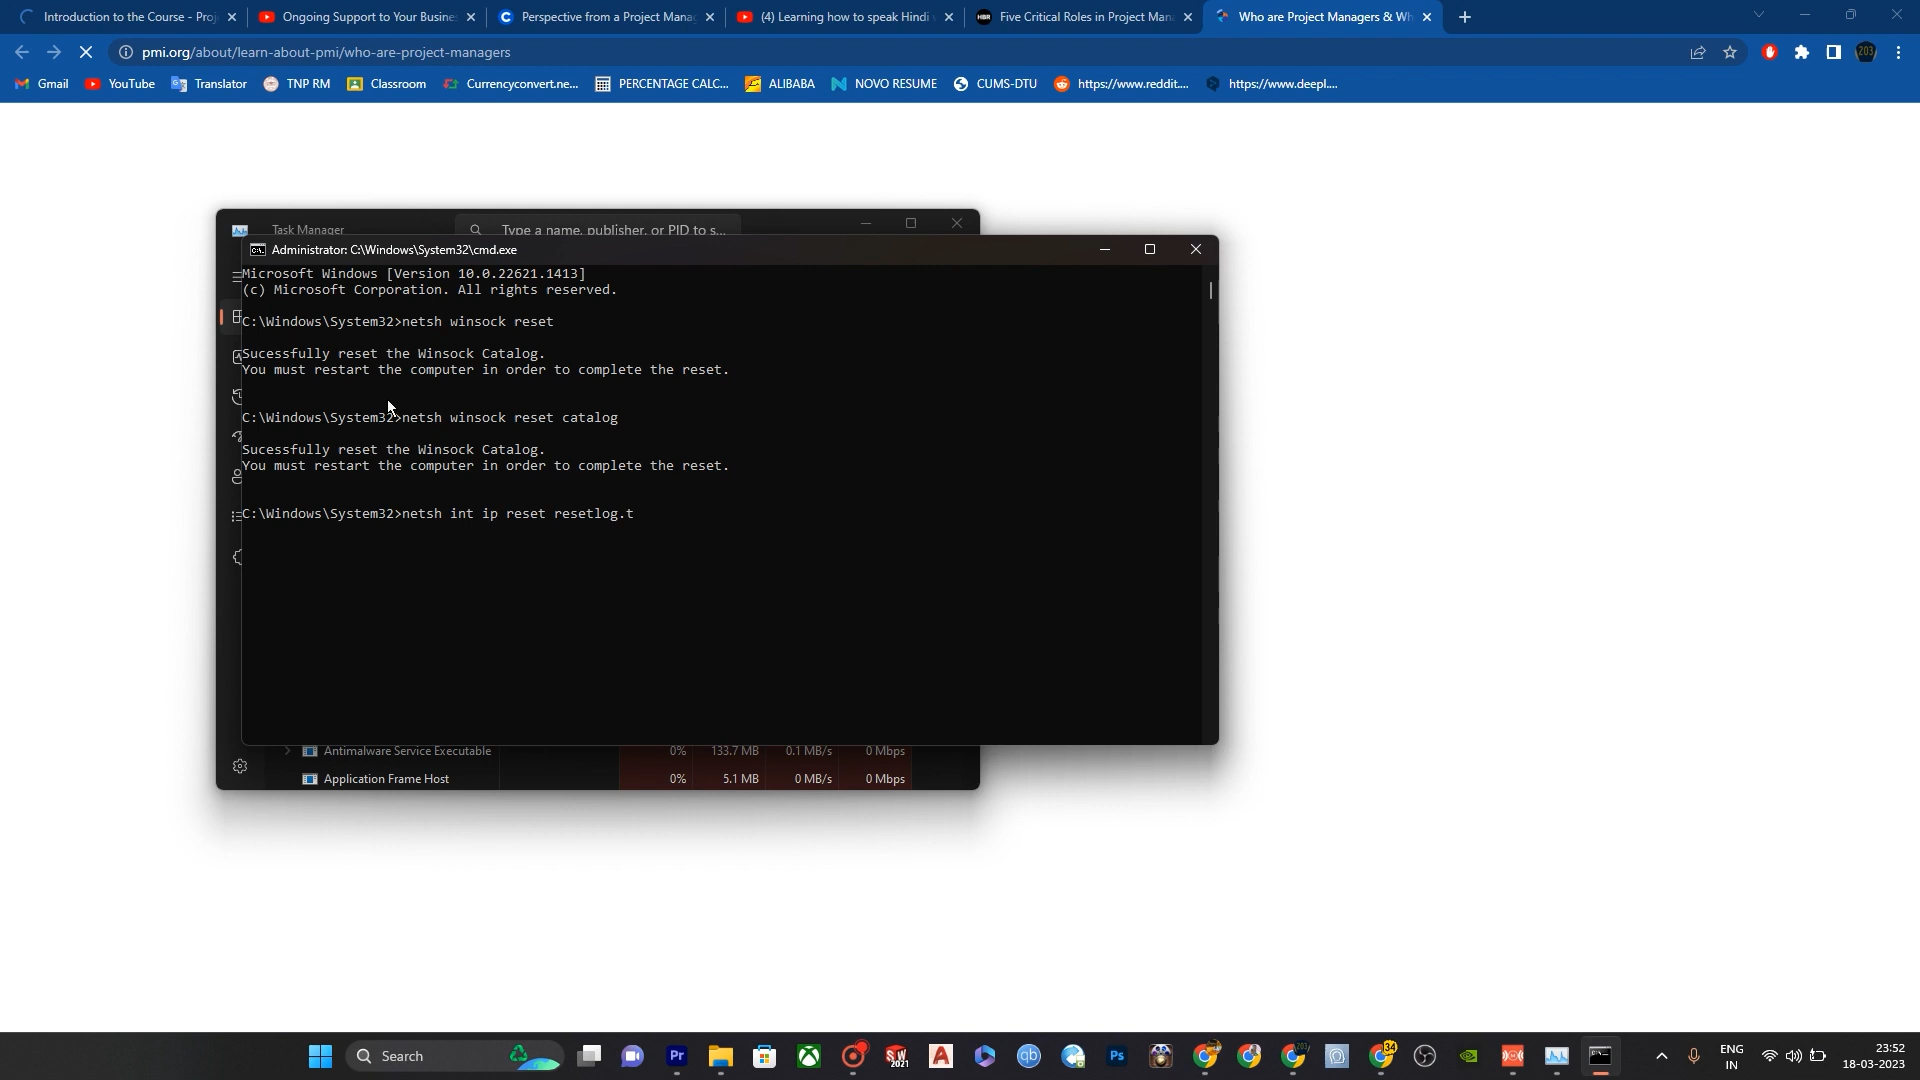 Introduction to the Course - Proj
Ongoing Support to Your Busine
Perspective from a Project Mana
(4) Learning how to speak Hindi
Five Critical Roles in Project Man
Who are Project Managers & Wh
pmi.org/about/learn-about-pmi/who-are-project-managers
203
Gmail
YouTube
Translator
TNP RM
Classroom
Currencyconvert.ne...
PERCENTAGE CALC...
ALIBABA
NOVO RESUME
CUMS-DTU
https://www.reddit....
https://www.deepl....
Task Manager
Type a name, publisher, or PID to s...
Administrator: C:\Windows\System32\cmd.exe
Microsoft Windows [Version 10.0.22621.1413]
(c) Microsoft Corporation. All rights reserved.
C:\Windows\System32>netsh winsock reset
Sucessfully reset the Winsock Catalog.
You must restart the computer in order to complete the reset.
C:\Windows\System32>netsh winsock reset catalog
Sucessfully reset the Winsock Catalog.
You must restart the computer in order to complete the reset.
C:\Windows\System32>netsh int ip reset resetlog.t
Antimalware Service Executable 0% 133.7 MB 0.1 MB/s 0 Mbps
Application Frame Host 0% 5.1 MB 0 MB/s 0 Mbps
Search
Pr
SW
2021
A
qb
Ps
203
34
ENG
IN
23:52
18-03-2023